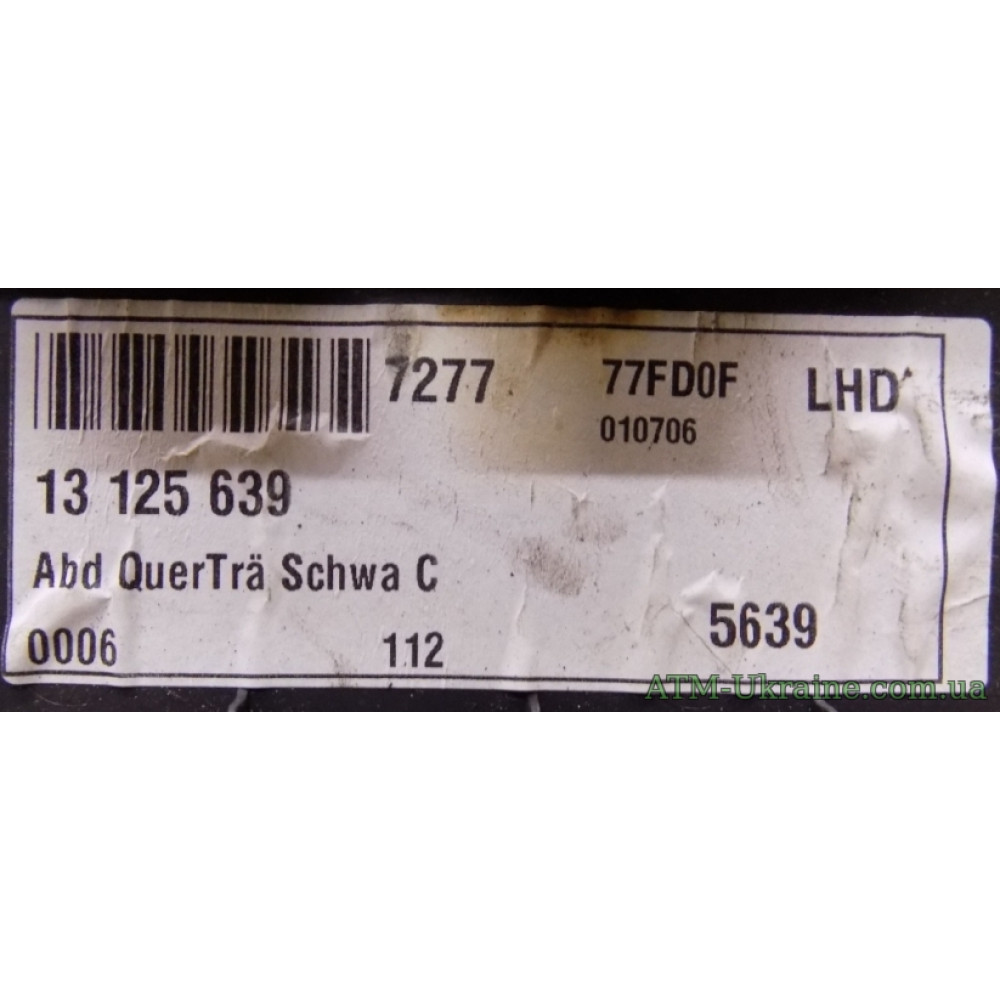 7277 77FD0F LHD
010706
13 125 639
Abd QuerTrä Schwa C
5639
0006 112
ATM-Ukraine.com.ua